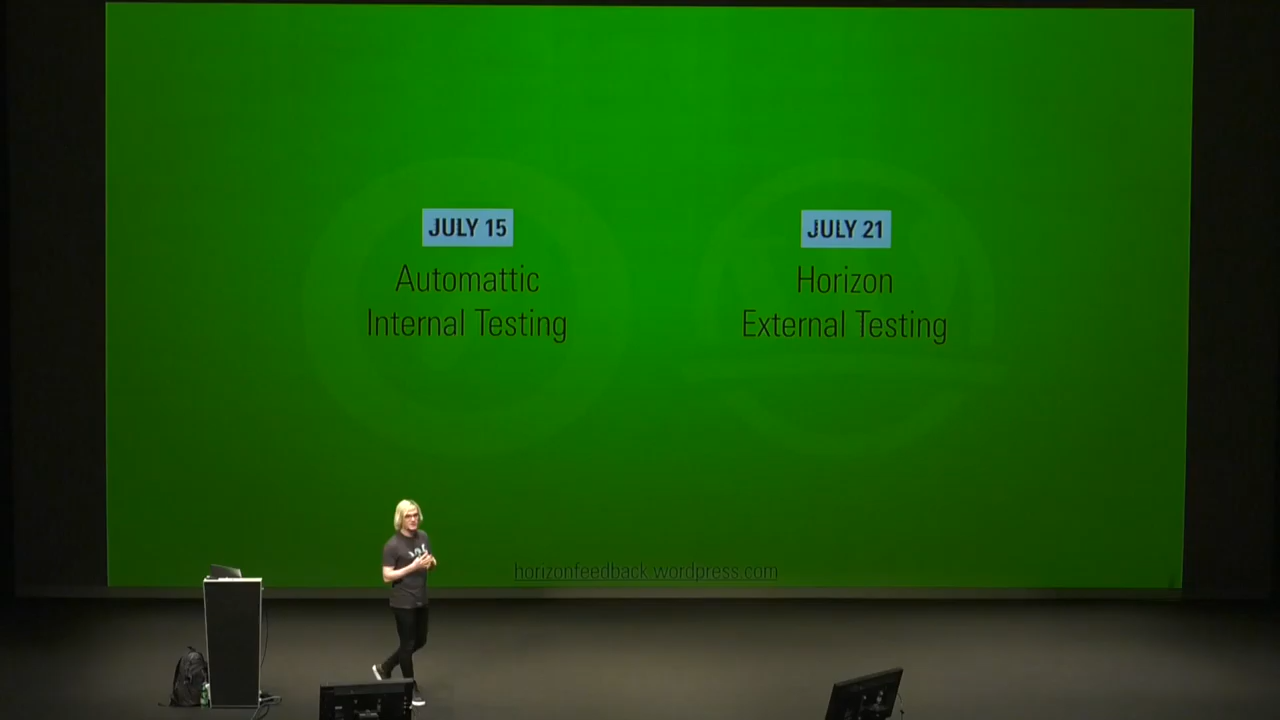 JULY 15
Automattic
Internal Testing
JULY 21
Horizon
External Testing
horizonfeedback.wordpress.com